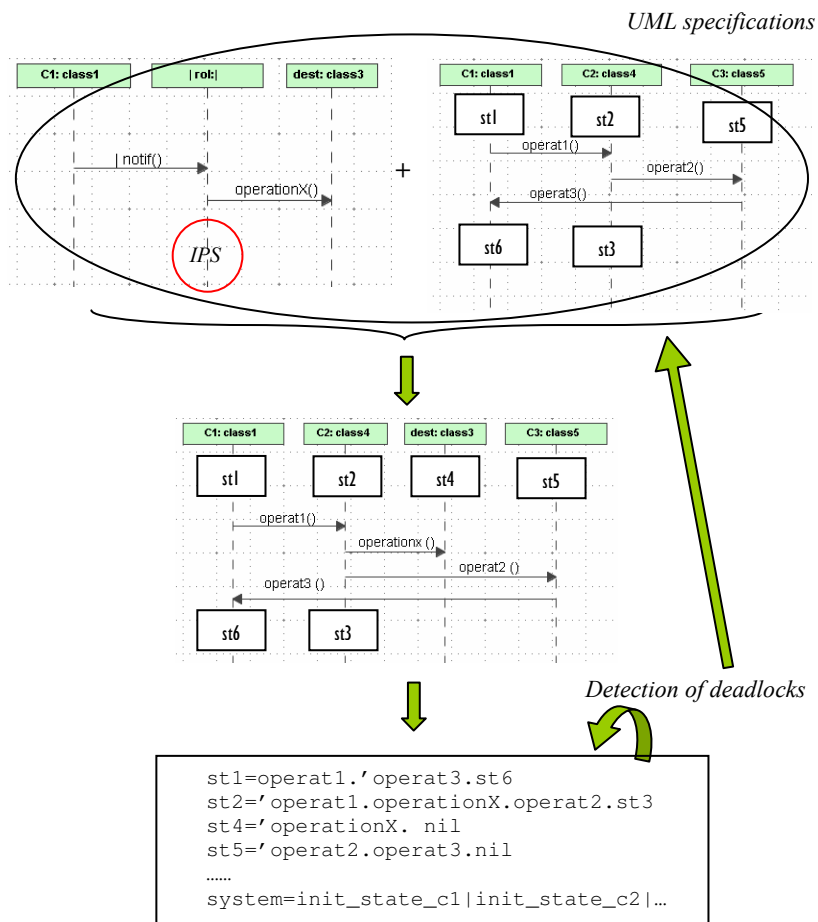 UML specifications
C1: class1 | rol:| dest: class3
| notif()
operationX()
IPS
+
C1: class1 C2: class4 C3: class5
st1 st2 st5
operat1()
operat2()
operat3()
st6 st3
C1: class1 C2: class4 dest: class3 C3: class5
st1 st2 st4 st5
operat1()
operationx ()
operat2 ()
operat3 ()
st6 st3
Detection of deadlocks
st1=operat1.’operat3.st6
st2=’operat1.operationX.operat2.st3
st4=’operationX. nil
st5=’operat2.operat3.nil
……
system=init_state_c1|init_state_c2|…